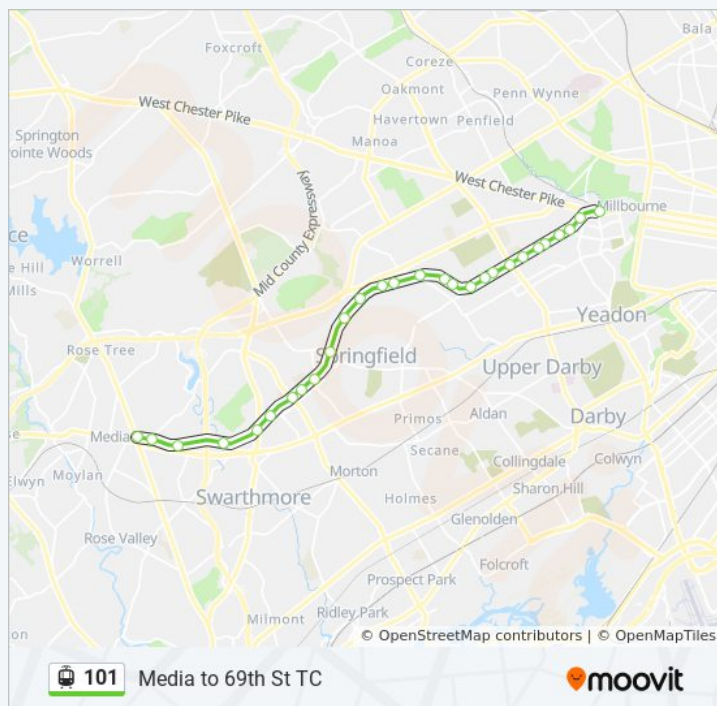 Bala
Foxcroft
Coreze
Oakmont
Penn Wynne
West Chester Pike
Havertown
Penfield
Springton
Pointe Woods
Manoa
West Chester Pike
Millbourne
Mid County Expressway
Worrell
Mills
Yeadon
Rose Tree
Springfield
Upper Darby
Primos
Aldan
Darby
Media
Secane
Colwyn
Elwyn
Moylan
Morton
Collingdale
Swarthmore
Holmes
Sharon Hill
Glenolden
Rose Valley
Folcroft
Prospect Park
Milmont
Ridley Park
© OpenStreetMap contributors | © OpenMapTiles
101 Media to 69th St TC
moovit